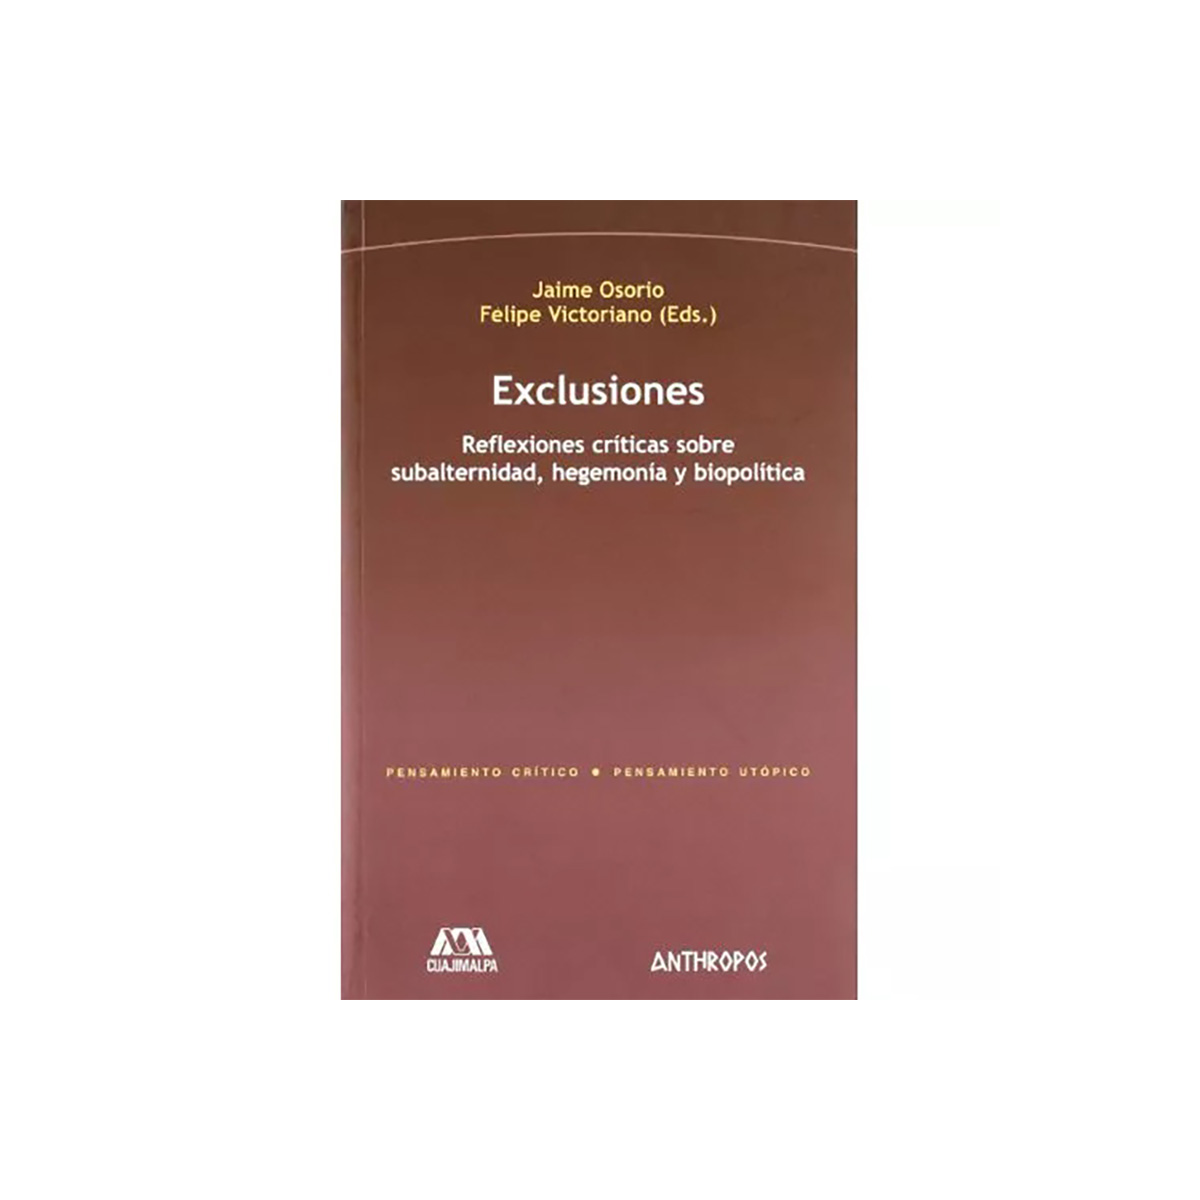 Jaime Osorio
Felipe Victoriano (Eds.)
Exclusiones
Reflexiones críticas sobre
subalternidad, hegemonía y biopolítica
PENSAMIENTO CRÍTICO • PENSAMIENTO UTÓPICO
CUAJIMALPA
ANTHROPOS